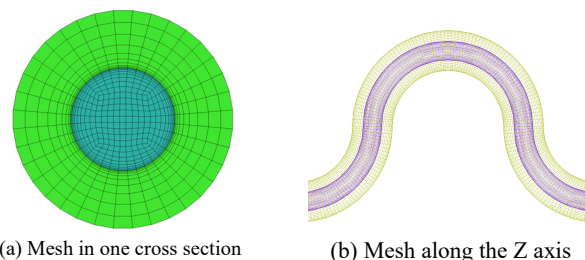 (a) Mesh in one cross section
(b) Mesh along the Z axis